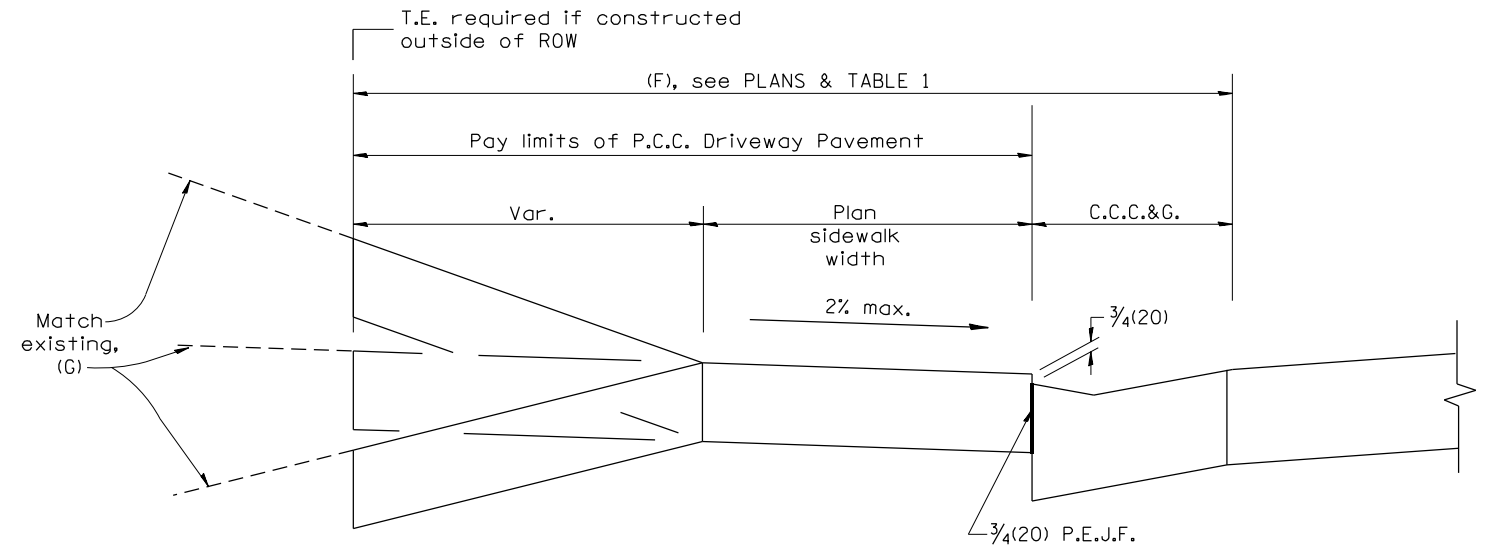 T.E. required if constructed
outside of ROW
(F), see PLANS & TABLE 1
Pay limits of P.C.C. Driveway Pavement
Var.
Plan
sidewalk
width
C.C.C.&G.
2% max.
3/4(20)
Match
existing,
(G)
3/4(20) P.E.J.F.